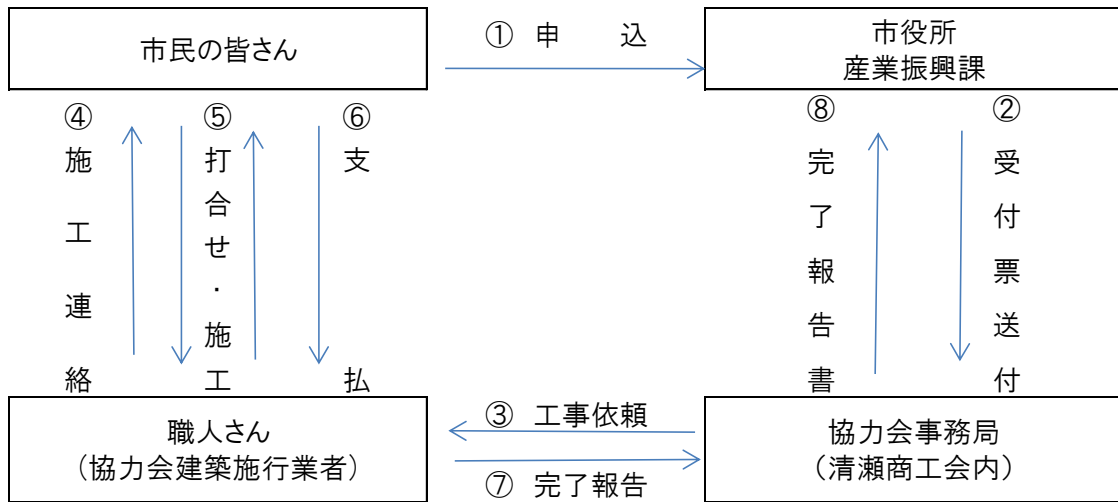 市民の皆さん
① 申 込
市役所
産業振興課
④ 施工連絡
⑤ 打合せ・施工
⑥ 支払
⑧ 完了報告書
② 受付票送付
職人さん
（協力会建築施行業者）
③ 工事依頼
⑦ 完了報告
協力会事務局
（清瀬商工会内）